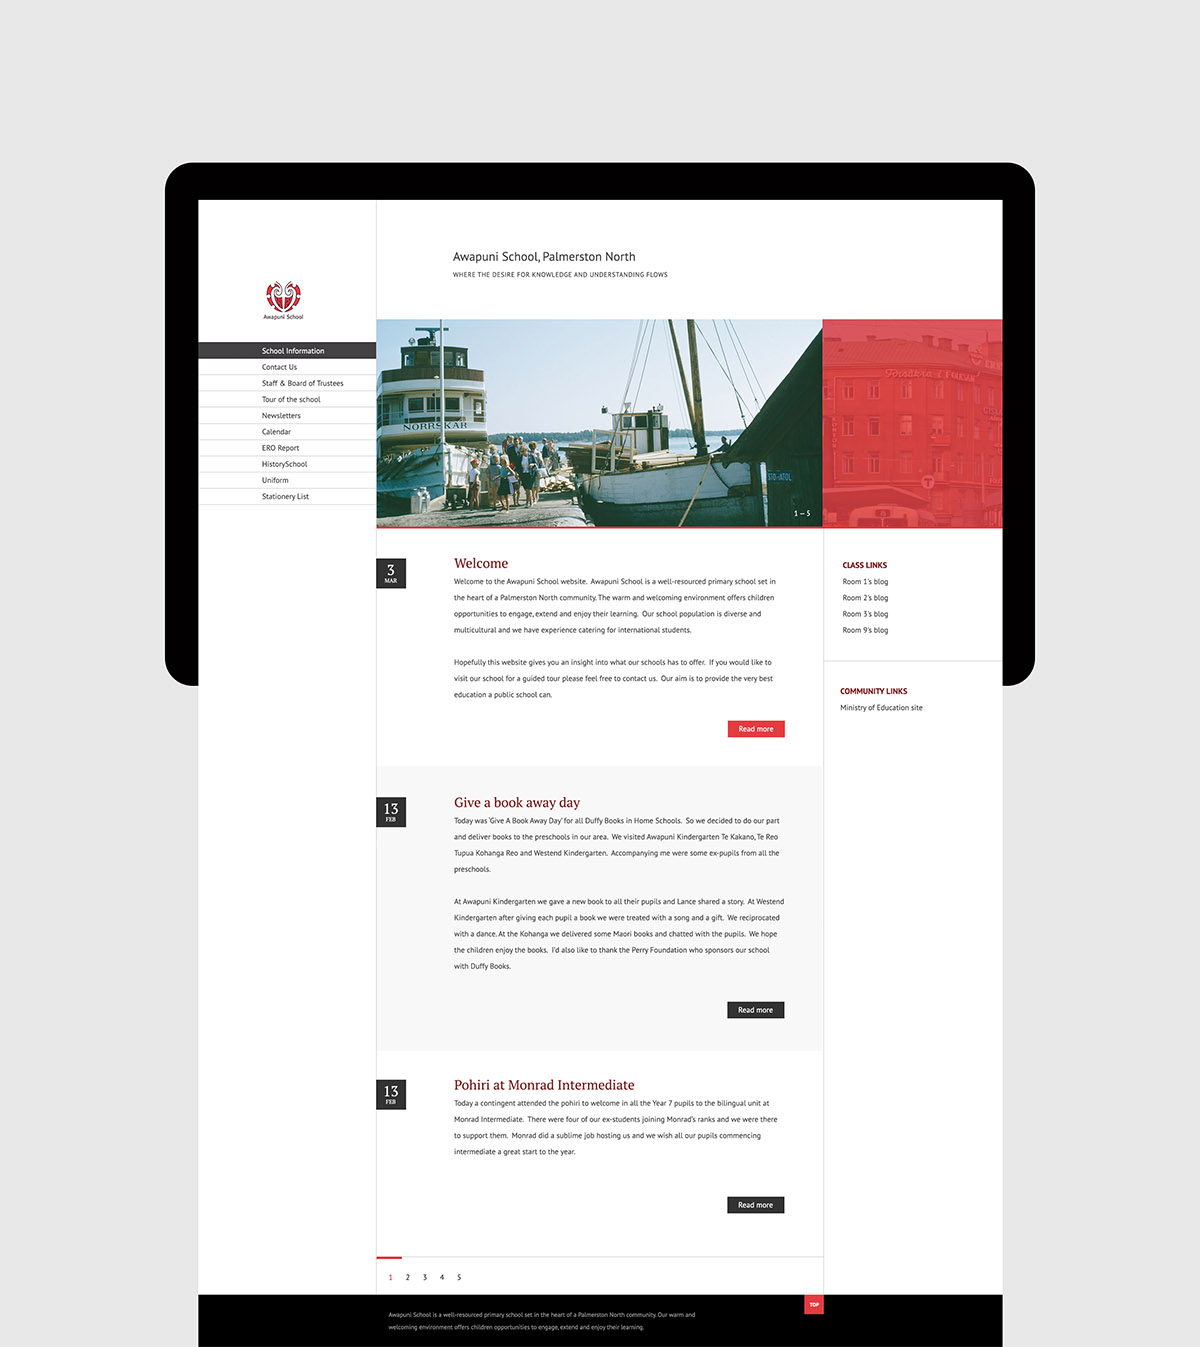 Awapuni School, Palmerston North
WHERE THE DESIRE FOR KNOWLEDGE AND UNDERSTANDING FLOWS
Awapuni School
School Information
Contact Us
Staff & Board of Trustees
Tour of the school
Newsletters
Calendar
ERO Report
HistorySchool
Uniform
Stationery List
NORRSKÄR
STO-ATOL
1 – 5
3
MAR
Welcome
Welcome to the Awapuni School website. Awapuni School is a well-resourced primary school set in
the heart of a Palmerston North community. The warm and welcoming environment offers children
opportunities to engage, extend and enjoy their learning. Our school population is diverse and
multicultural and we have experience catering for international students.
Hopefully this website gives you an insight into what our schools has to offer. If you would like to
visit our school for a guided tour please feel free to contact us. Our aim is to provide the very best
education a public school can.
Read more
CLASS LINKS
Room 1's blog
Room 2's blog
Room 3's blog
Room 9's blog
COMMUNITY LINKS
Ministry of Education site
13
FEB
Give a book away day
Today was 'Give A Book Away Day' for all Duffy Books in Home Schools. So we decided to do our part
and deliver books to the preschools in our area. We visited Awapuni Kindergarten Te Kakano, Te Reo
Tupua Kohanga Reo and Westend Kindergarten. Accompanying me were some ex-pupils from all the
preschools.
At Awapuni Kindergarten we gave a new book to all their pupils and Lance shared a story. At Westend
Kindergarten after giving each pupil a book we were treated with a song and a gift. We reciprocated
with a dance. At the Kohanga we delivered some Maori books and chatted with the pupils. We hope
the children enjoy the books. I'd also like to thank the Perry Foundation who sponsors our school
with Duffy Books.
Read more
13
FEB
Pohiri at Monrad Intermediate
Today a contingent attended the pohiri to welcome in all the Year 7 pupils to the bilingual unit at
Monrad Intermediate. There were four of our ex-students joining Monrad's ranks and we were there
to support them. Monrad did a sublime job hosting us and we wish all our pupils commencing
intermediate a great start to the year.
Read more
1 2 3 4 5
TOP
Awapuni School is a well-resourced primary school set in the heart of a Palmerston North community. Our warm and
welcoming environment offers children opportunities to engage, extend and enjoy their learning.